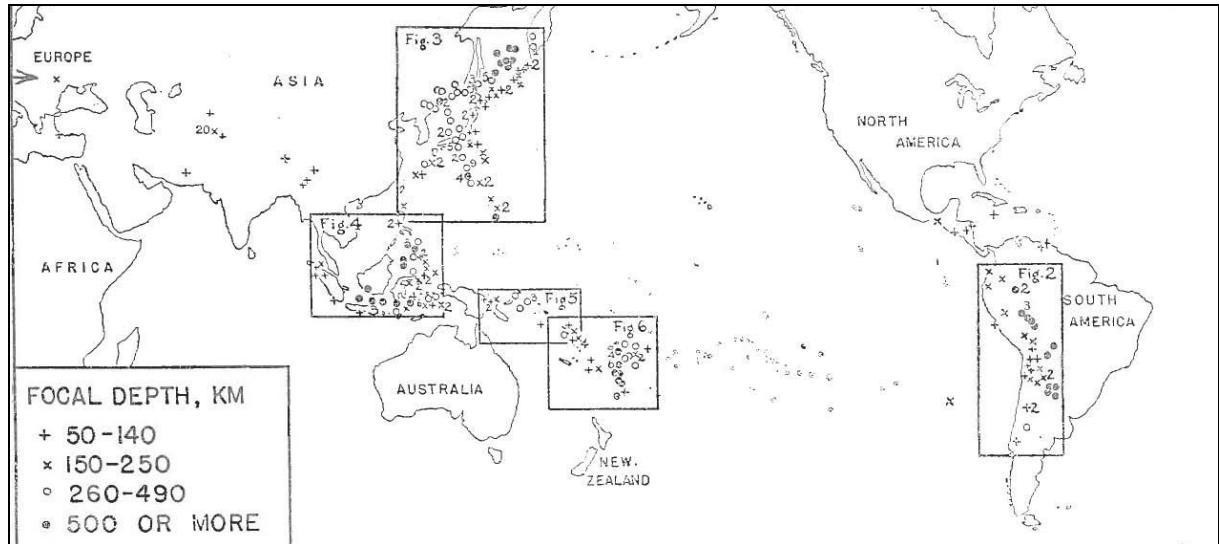 EUROPE
ASIA
AFRICA
AUSTRALIA
NEW.
ZEALAND
NORTH
AMERICA
SOUTH
AMERICA
Fig.3
Fig.4
Fig.5
Fig.6
Fig.2
20x
FOCAL DEPTH, KM
+ 50-140
× 150-250
○ 260-490
500 OR MORE